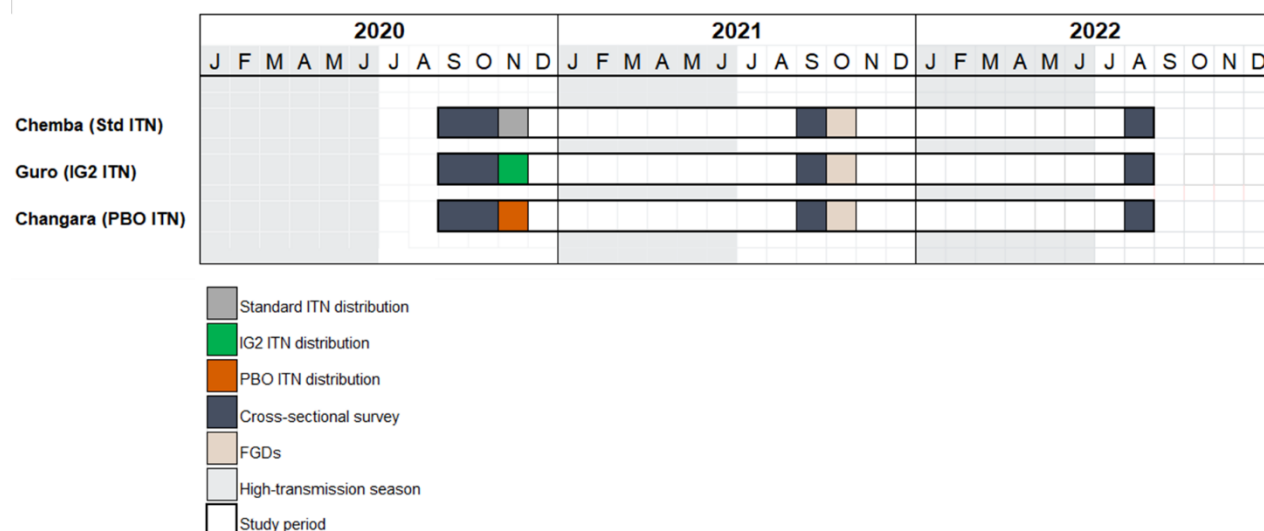 2020 2021 2022
J F M A M J J A S O N D J F M A M J J A S O N D J F M A M J J A S O N D
Chemba (Std ITN)
Guro (IG2 ITN)
Changara (PBO ITN)
Standard ITN distribution
IG2 ITN distribution
PBO ITN distribution
Cross-sectional survey
FGDs
High-transmission season
Study period